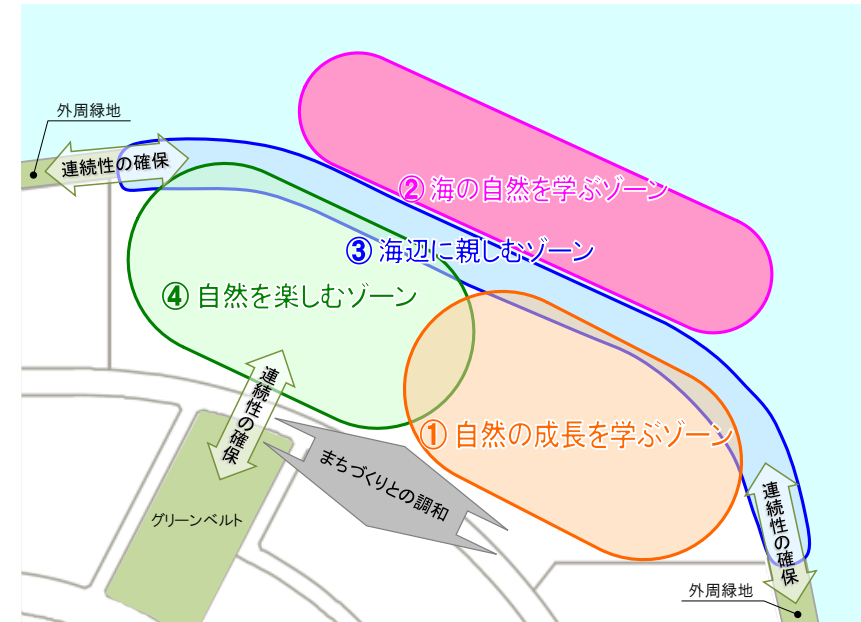 外周緑地
連続性の確保
②海の自然を学ぶゾーン
③海辺に親しむゾーン
④自然を楽しむゾーン
連続性の確保
①自然の成長を学ぶゾーン
まちづくりとの調和
グリーンベルト
連続性の確保
外周緑地